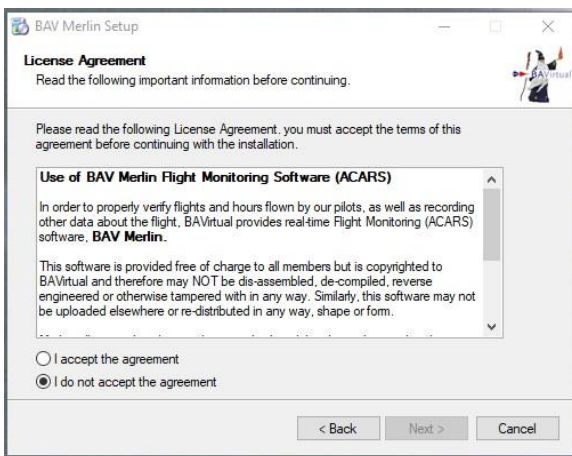 BAV Merlin Setup
License Agreement
Read the following important information before continuing.
BAVirtual
Please read the following License Agreement. you must accept the terms of this
agreement before continuing with the installation.
Use of BAV Merlin Flight Monitoring Software (ACARS)
In order to properly verify flights and hours flown by our pilots, as well as recording
other data about the flight, BAVirtual provides real-time Flight Monitoring (ACARS)
software, BAV Merlin.
This software is provided free of charge to all members but is copyrighted to
BAVirtual and therefore may NOT be dis-assembled, de-compiled, reverse
engineered or otherwise tampered with in any way. Similarly, this software may not
be uploaded elsewhere or re-distributed in any way, shape or form.
I accept the agreement
I do not accept the agreement
< Back
Next >
Cancel